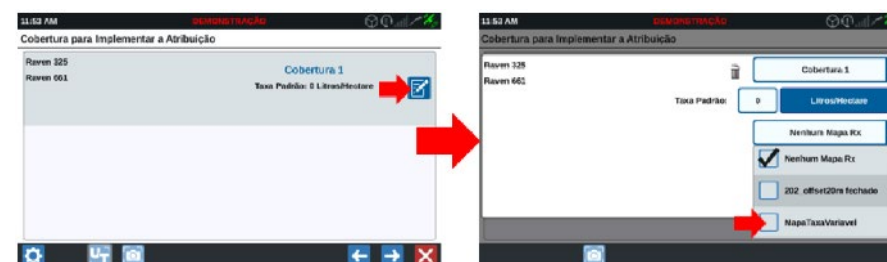 11:53 AM
DEMONSTRAÇÃO
Cobertura para Implementar a Atribuição
Raven 325
Raven 661
Cobertura 1
Taxa Padrão: 0 Litros/Hectare
UT
11:53 AM
DEMONSTRAÇÃO
Cobertura para Implementar a Atribuição
Raven 325
Raven 661
Cobertura 1
Taxa Padrão:
0
Litros/Hectare
Nenhum Mapa Rx
Nenhum Mapa Rx
202 offset20m fechado
NapaTaxaVariavel